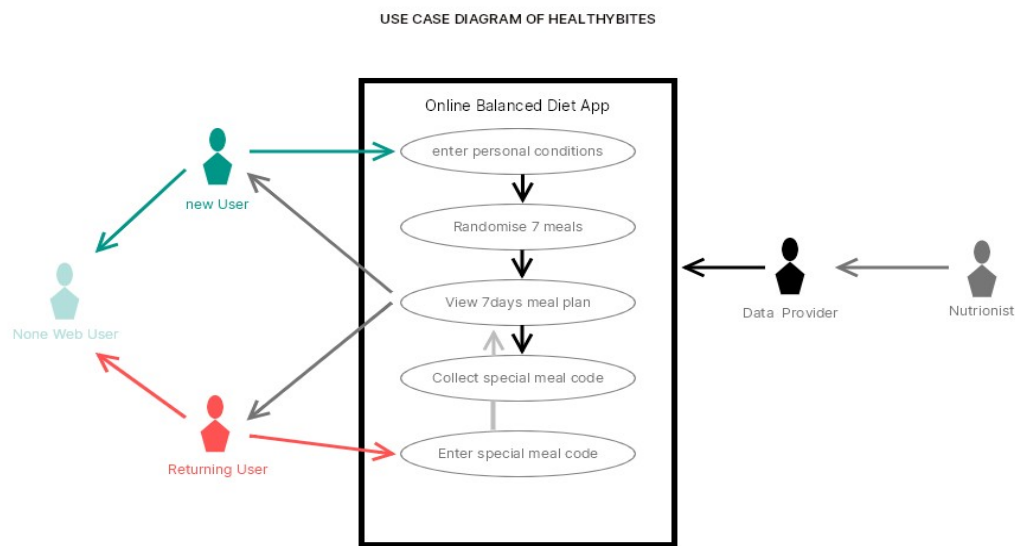 USE CASE DIAGRAM OF HEALTHYBITES
Online Balanced Diet App
enter personal conditions
new User
Randomise 7 meals
View 7days meal plan
Data Provider
Nutrionist
None Web User
Collect special meal code
Enter special meal code
Returning User